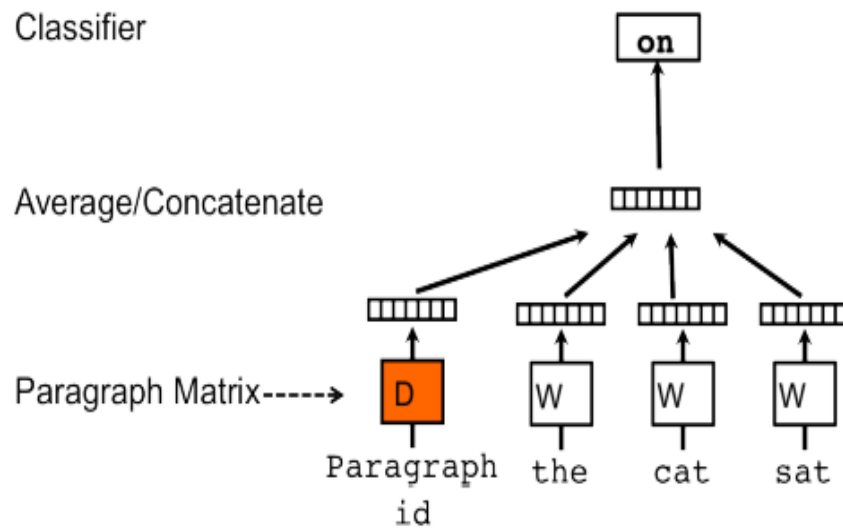 Classifier
on
Average/Concatenate
Paragraph Matrix
D
W
W
W
Paragraph
id
the
cat
sat